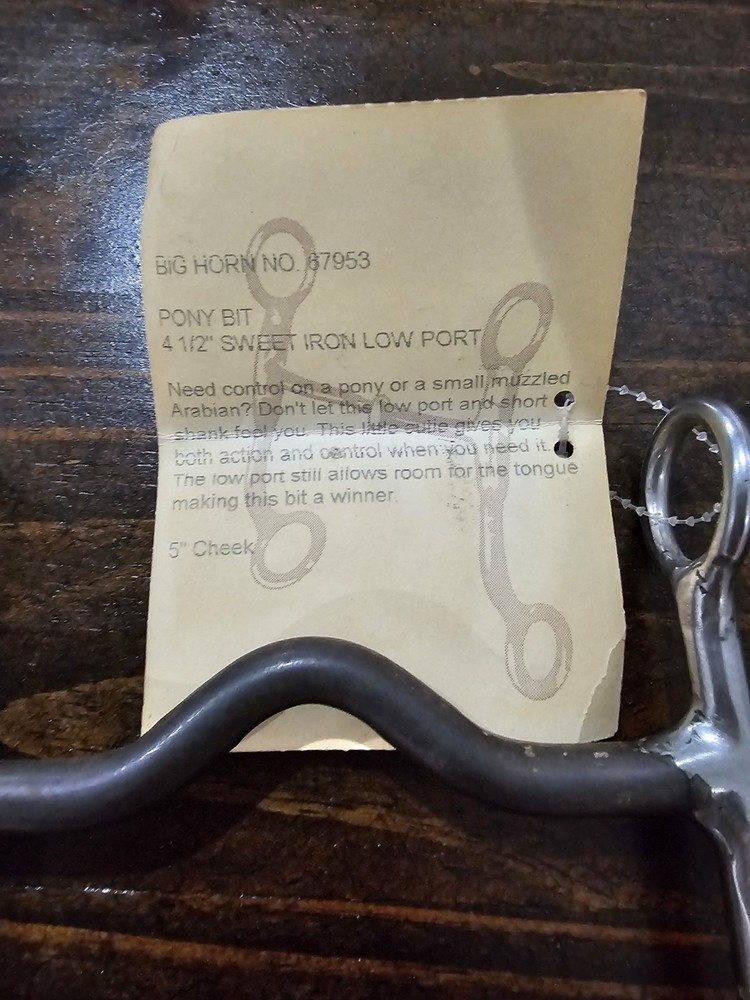 BIG HORN NO. 67953
PONY BIT
4 1/2" SWEET IRON LOW PORT
Need control on a pony or a small muzzled
Arabian? Don't let this low port and short
shank feel you. This little cutie gives you
both action and control when you need it.
The low port still allows room for the tongue
making this bit a winner.
5" Cheek